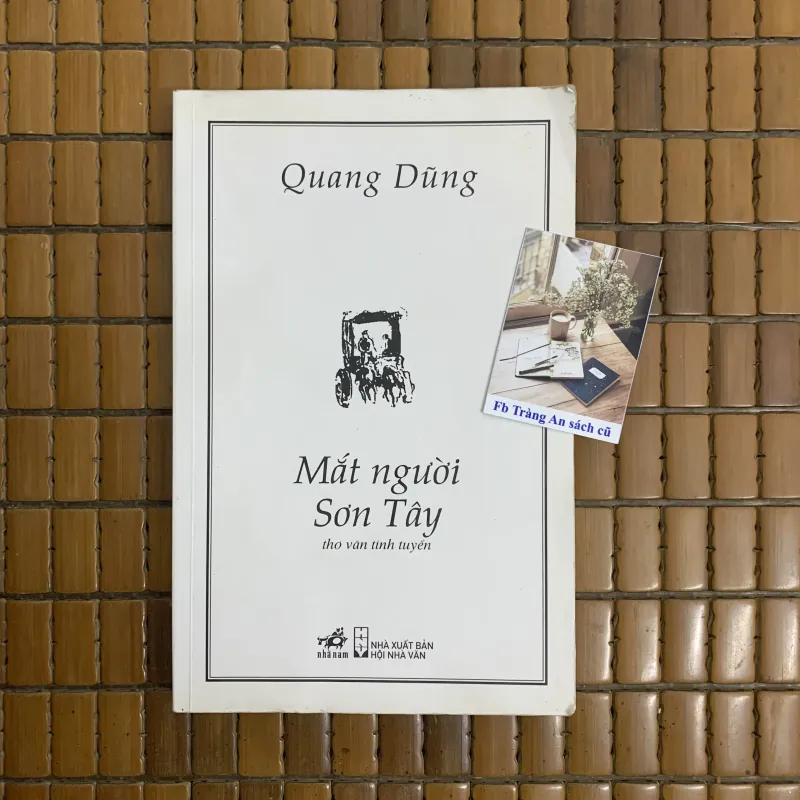 Quang Dũng
Mắt người
Sơn Tây
thơ văn tinh tuyển
nhã nam
NHÀ XUẤT BẢN
HỘI NHÀ VĂN
Fb Tràng An sách cũ